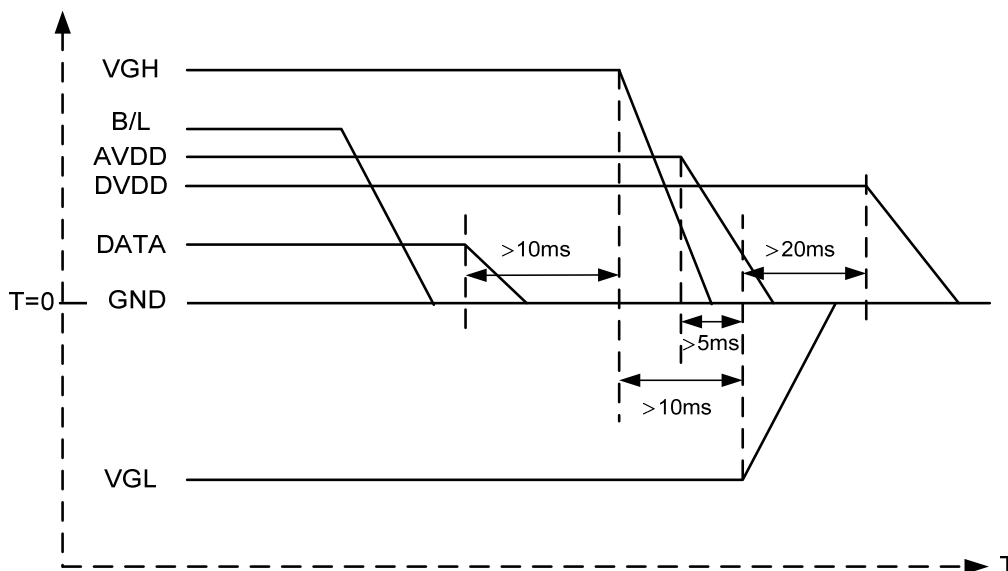 VGH
B/L
AVDD
DVDD
DATA
>10ms
>20ms
T=0
GND
>5ms
>10ms
VGL
T